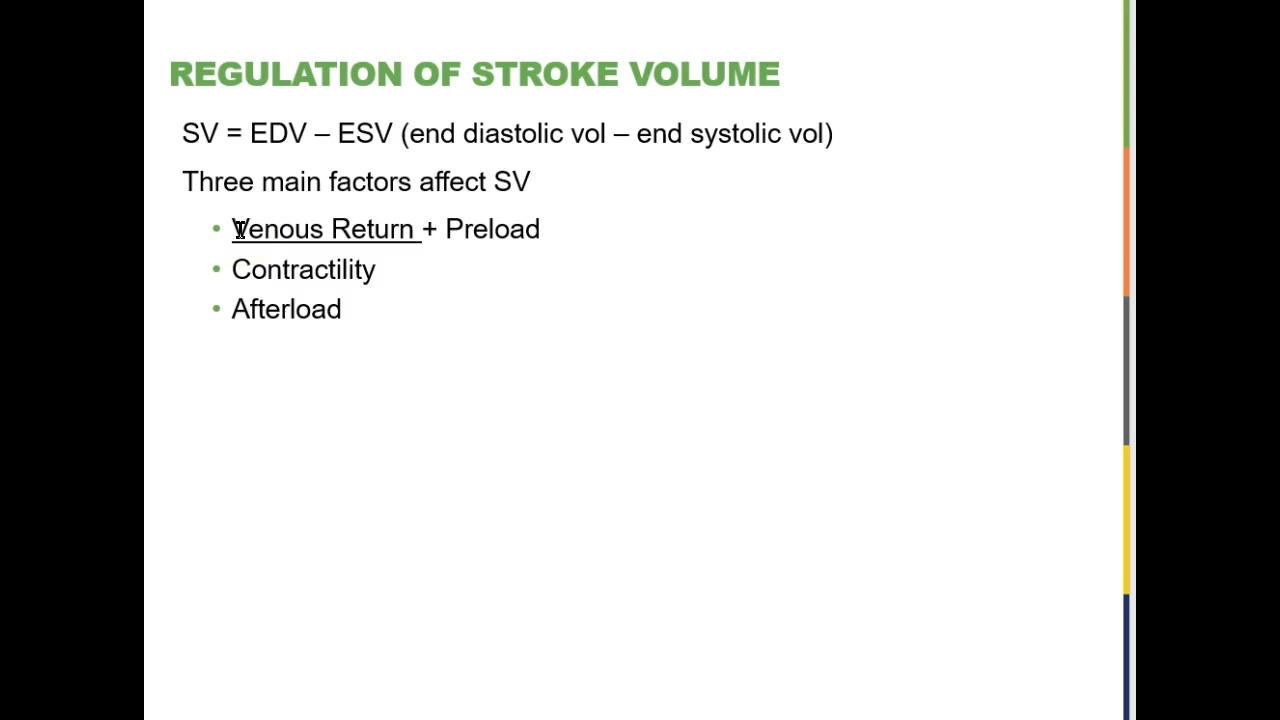 REGULATION OF STROKE VOLUME
SV = EDV – ESV (end diastolic vol – end systolic vol)
Three main factors affect SV
• Venous Return + Preload
• Contractility
• Afterload